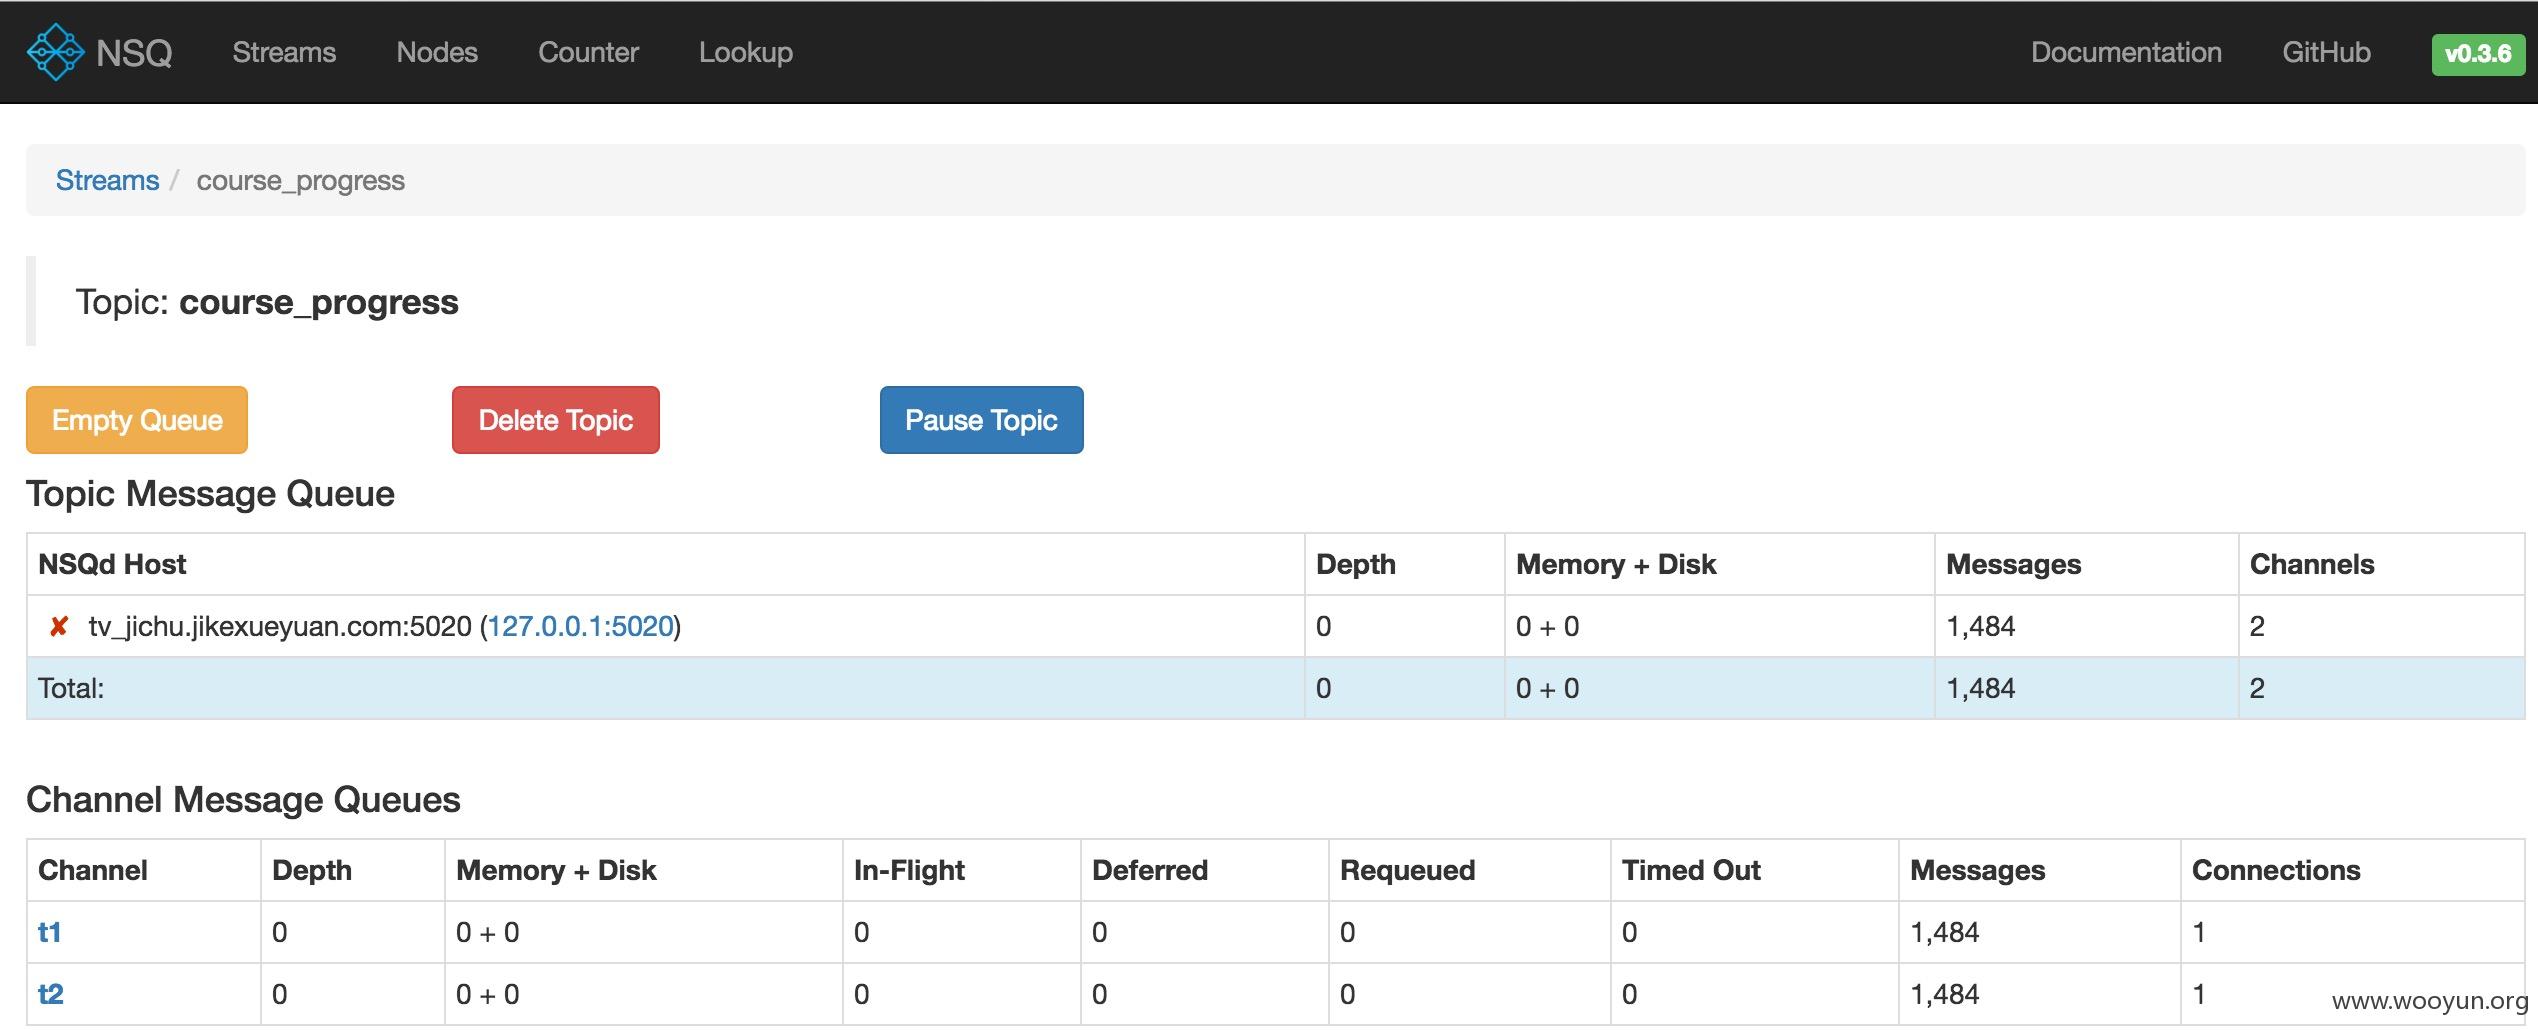 NSQ Streams Nodes Counter Lookup Documentation GitHub v0.3.6
Streams / course_progress
Topic: course_progress
Empty Queue Delete Topic Pause Topic
Topic Message Queue
NSQd Host Depth Memory + Disk Messages Channels
✘ tv_jichu.jikexueyuan.com:5020 (127.0.0.1:5020) 0 0 + 0 1,484 2
Total: 0 0 + 0 1,484 2
Channel Message Queues
Channel Depth Memory + Disk In-Flight Deferred Requeued Timed Out Messages Connections
t1 0 0 + 0 0 0 0 0 1,484 1
t2 0 0 + 0 0 0 0 0 1,484 1
www.wooyun.org